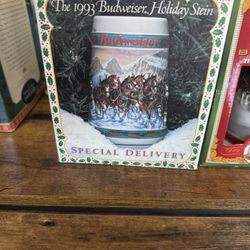 The 1993 Budweiser Holiday Stein
Budweiser
SPECIAL DELIVERY